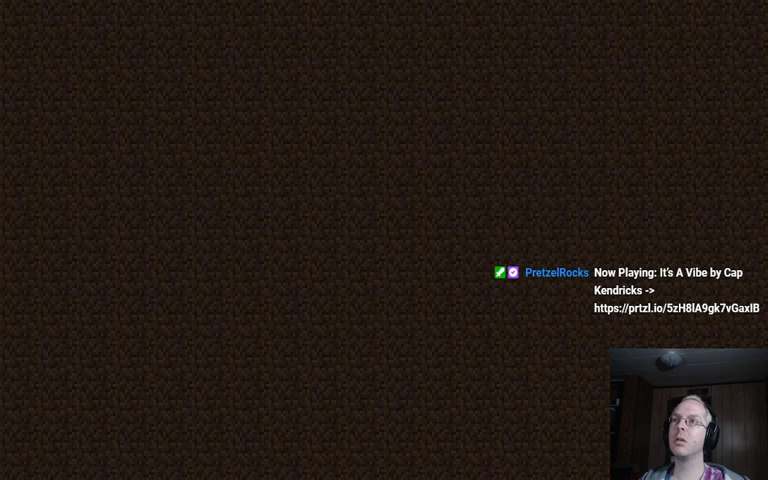 PretzelRocks Now Playing: It's A Vibe by Cap
Kendricks ->
https://prtzl.io/5zH8lA9gk7vGaxlB